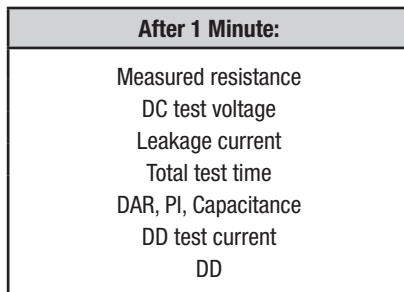 After 1 Minute:
Measured resistance
DC test voltage
Leakage current
Total test time
DAR, PI, Capacitance
DD test current
DD